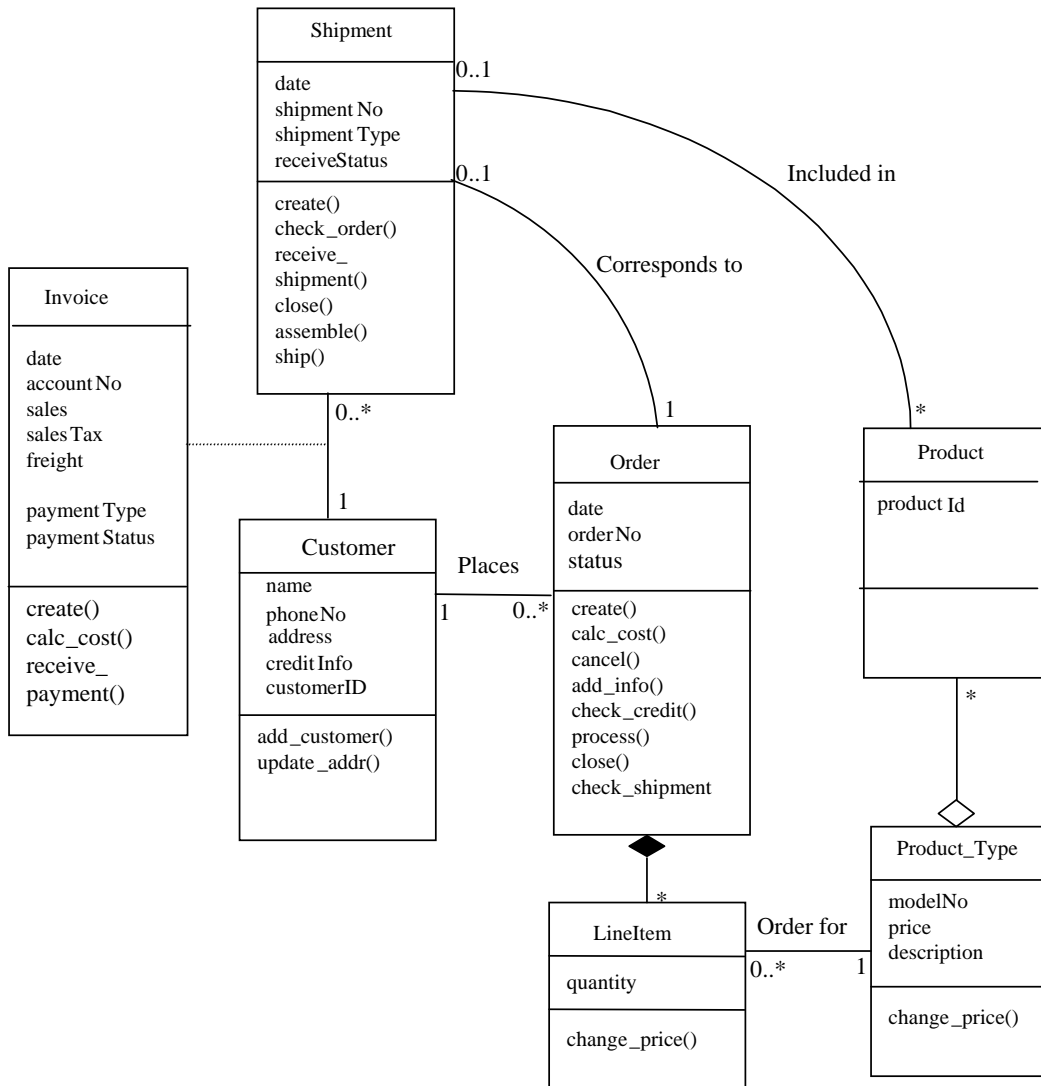 Shipment
date
shipment No
shipment Type
receiveStatus
create()
check_order()
receive_
shipment()
close()
assemble()
ship()
0..1
0..1
Included in
Corresponds to
Invoice
date
account No
sales
sales Tax
freight
payment Type
payment Status
create()
calc_cost()
receive_
payment()
0..*
1
Customer
name
phoneNo
address
credit Info
customerID
add_customer()
update_addr()
Places
1
0..*
1
Order
date
orderNo
status
create()
calc_cost()
cancel()
add_info()
check_credit()
process()
close()
check_shipment
*
Product
product Id
*
*
LineItem
quantity
change_price()
Order for
0..*
1
Product_Type
modelNo
price
description
change_price()